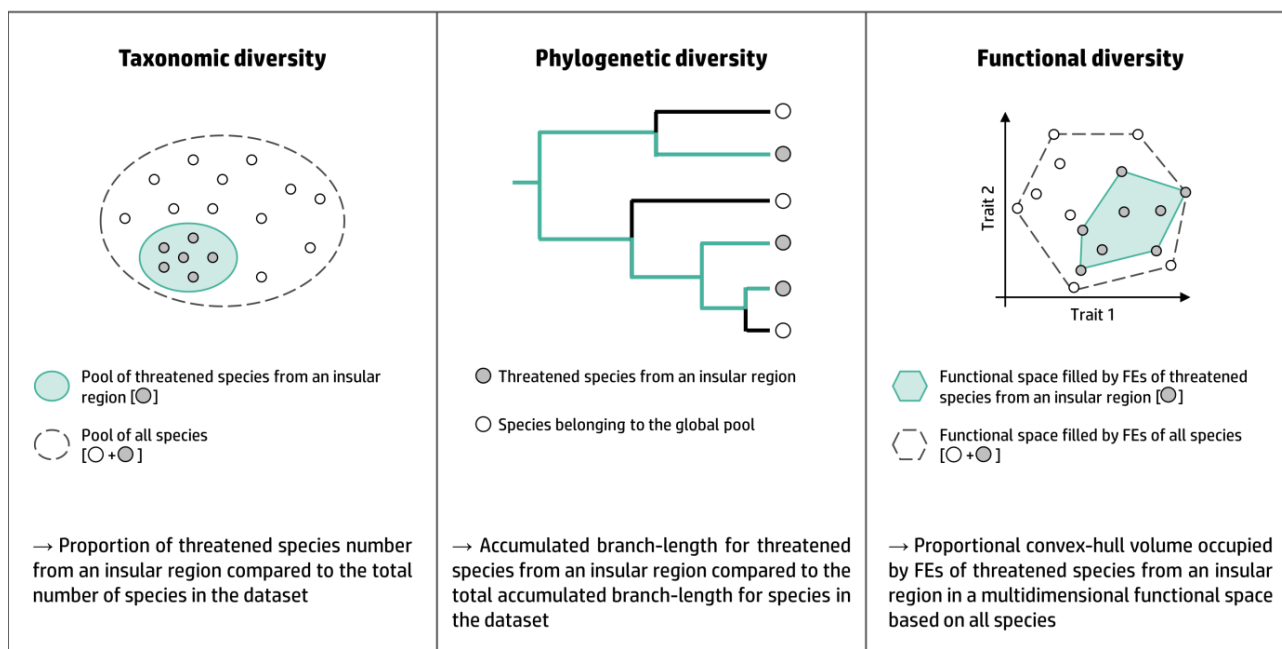 Taxonomic diversity
Pool of threatened species from an insular
region [ ]
Pool of all species
[ + ]
→ Proportion of threatened species number
from an insular region compared to the total
number of species in the dataset
Phylogenetic diversity
Threatened species from an insular region
Species belonging to the global pool
→ Accumulated branch-length for threatened
species from an insular region compared to the
total accumulated branch-length for species in
the dataset
Functional diversity
Trait 2
Trait 1
Functional space filled by FEs of threatened
species from an insular region [ ]
Functional space filled by FEs of all species
[ + ]
→ Proportional convex-hull volume occupied
by FEs of threatened species from an insular
region in a multidimensional functional space
based on all species